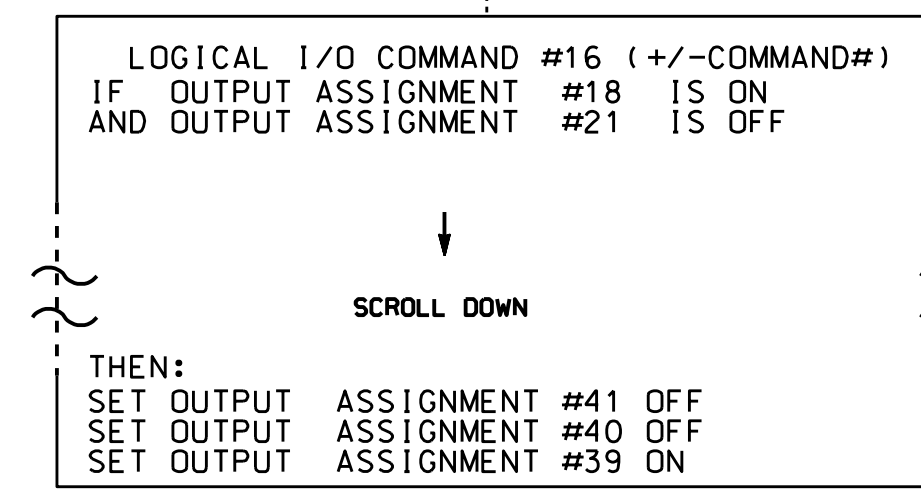 LOGICAL I/O COMMAND #16 (+/-COMMAND#)
IF OUTPUT ASSIGNMENT #18 IS ON
AND OUTPUT ASSIGNMENT #21 IS OFF
SCROLL DOWN
THEN:
SET OUTPUT ASSIGNMENT #41 OFF
SET OUTPUT ASSIGNMENT #40 OFF
SET OUTPUT ASSIGNMENT #39 ON